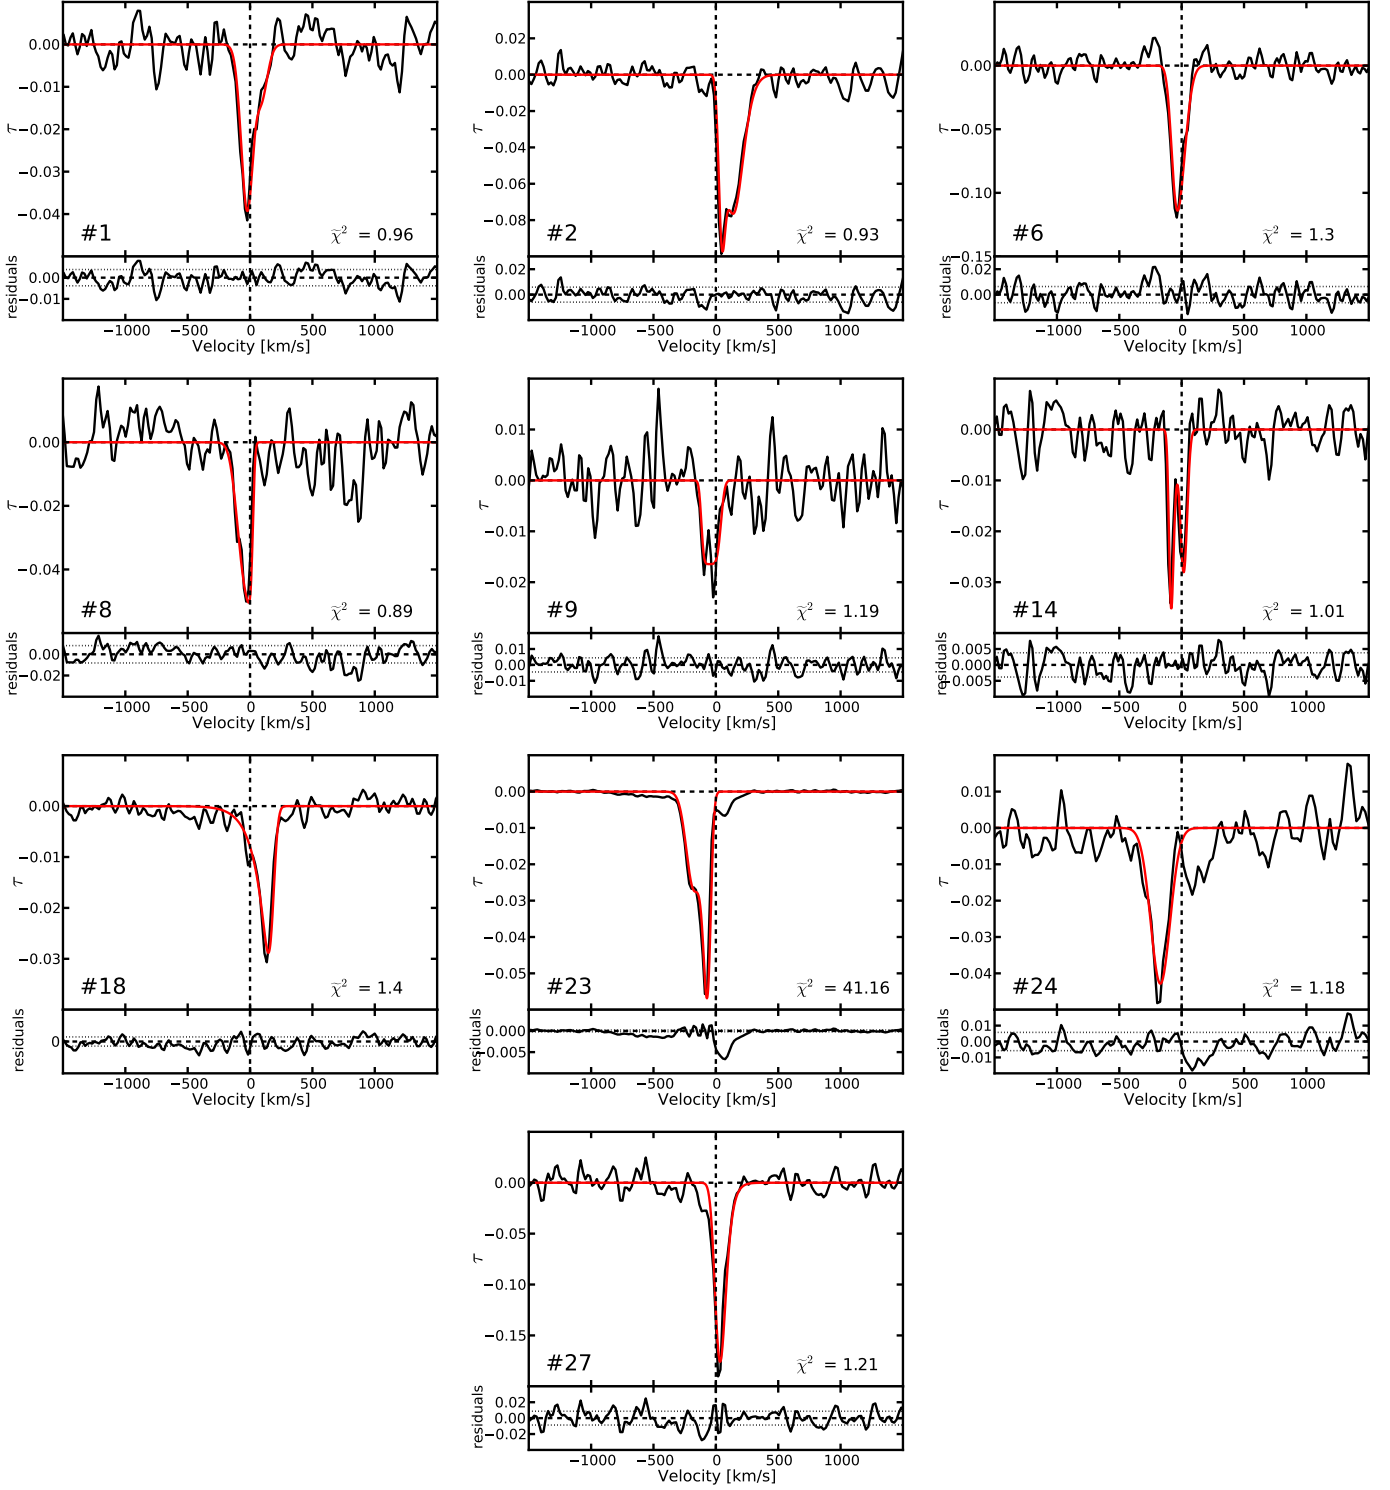 0.00
−0.01
−0.02
−0.03
−0.04
τ
#1
χ̃² = 0.96
0.00
−0.01
residuals
−1000 −500 0 500 1000
Velocity [km/s]
0.02
0.00
−0.02
−0.04
−0.06
−0.08
τ
#2
χ̃² = 0.93
0.02
0.00
residuals
−1000 −500 0 500 1000
Velocity [km/s]
0.00
−0.05
−0.10
−0.15
τ
#6
χ̃² = 1.3
0.02
0.00
residuals
−1000 −500 0 500 1000
Velocity [km/s]
0.00
−0.02
−0.04
τ
#8
χ̃² = 0.89
0.00
−0.02
residuals
−1000 −500 0 500 1000
Velocity [km/s]
0.01
0.00
−0.01
−0.02
τ
#9
χ̃² = 1.19
0.01
0.00
−0.01
residuals
−1000 −500 0 500 1000
Velocity [km/s]
0.00
−0.01
−0.02
−0.03
τ
#14
χ̃² = 1.01
0.005
0.000
−0.005
residuals
−1000 −500 0 500 1000
Velocity [km/s]
0.00
−0.01
−0.02
−0.03
τ
#18
χ̃² = 1.4
0
residuals
−1000 −500 0 500 1000
Velocity [km/s]
0.00
−0.01
−0.02
−0.03
−0.04
−0.05
τ
#23
χ̃² = 41.16
0.000
−0.005
residuals
−1000 −500 0 500 1000
Velocity [km/s]
0.01
0.00
−0.01
−0.02
−0.03
−0.04
τ
#24
χ̃² = 1.18
0.01
0.00
−0.01
residuals
−1000 −500 0 500 1000
Velocity [km/s]
0.00
−0.05
−0.10
−0.15
τ
#27
χ̃² = 1.21
0.02
0.00
−0.02
residuals
−1000 −500 0 500 1000
Velocity [km/s]